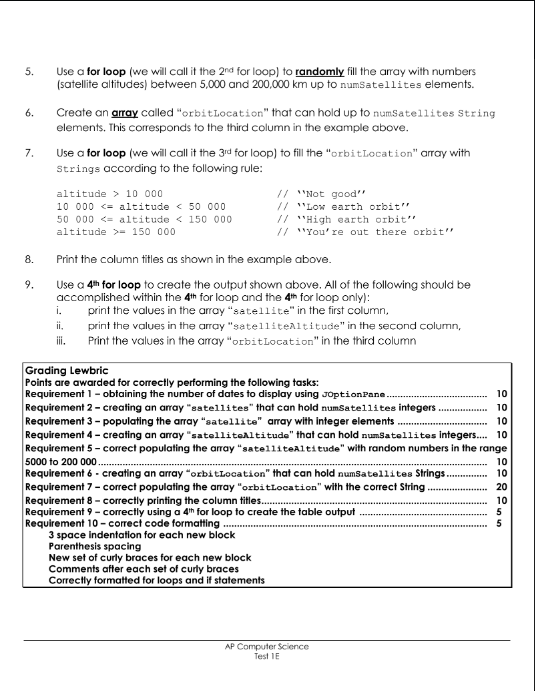 5. Use a for loop (we will call it the 2nd for loop) to randomly fill the array with numbers
(satellite altitudes) between 5,000 and 200,000 km up to numSatellites elements.
6. Create an array called "orbitLocation" that can hold up to numSatellites String
elements. This corresponds to the third column in the example above.
7. Use a for loop (we will call it the 3rd for loop) to fill the "orbitLocation" array with
Strings according to the following rule:
altitude > 10 000 // ``Not good''
10 000 <= altitude < 50 000 // ``Low earth orbit''
50 000 <= altitude < 150 000 // ``High earth orbit''
altitude >= 150 000 // ``You're out there orbit''
8. Print the column titles as shown in the example above.
9. Use a 4th for loop to create the output shown above. All of the following should be
accomplished within the 4th for loop and the 4th for loop only):
i. print the values in the array "satellite" in the first column,
ii. print the values in the array "satelliteAltitude" in the second column,
iii. Print the values in the array "orbitLocation" in the third column
Grading Lewbric
Points are awarded for correctly performing the following tasks:
Requirement 1 – obtaining the number of dates to display using JOptionPane.................................... 10
Requirement 2 – creating an array "satellites" that can hold numSatellites integers ................. 10
Requirement 3 – populating the array "satellite" array with integer elements ............................... 10
Requirement 4 – creating an array "satelliteAltitude" that can hold numSatellites integers.... 10
Requirement 5 – correct populating the array "satelliteAltitude" with random numbers in the range
5000 to 200 000.................................................................................................................. 10
Requirement 6 - creating an array "orbitLocation" that can hold numSatellites Strings.............. 10
Requirement 7 – correct populating the array "orbitLocation" with the correct String ..................... 20
Requirement 8 – correctly printing the column titles............................................................................ 10
Requirement 9 – correctly using a 4th for loop to create the table output ............................................. 5
Requirement 10 – correct code formatting ............................................................................................ 5
3 space indentation for each new block
Parenthesis spacing
New set of curly braces for each new block
Comments after each set of curly braces
Correctly formatted for loops and if statements
AP Computer Science
Test 1E